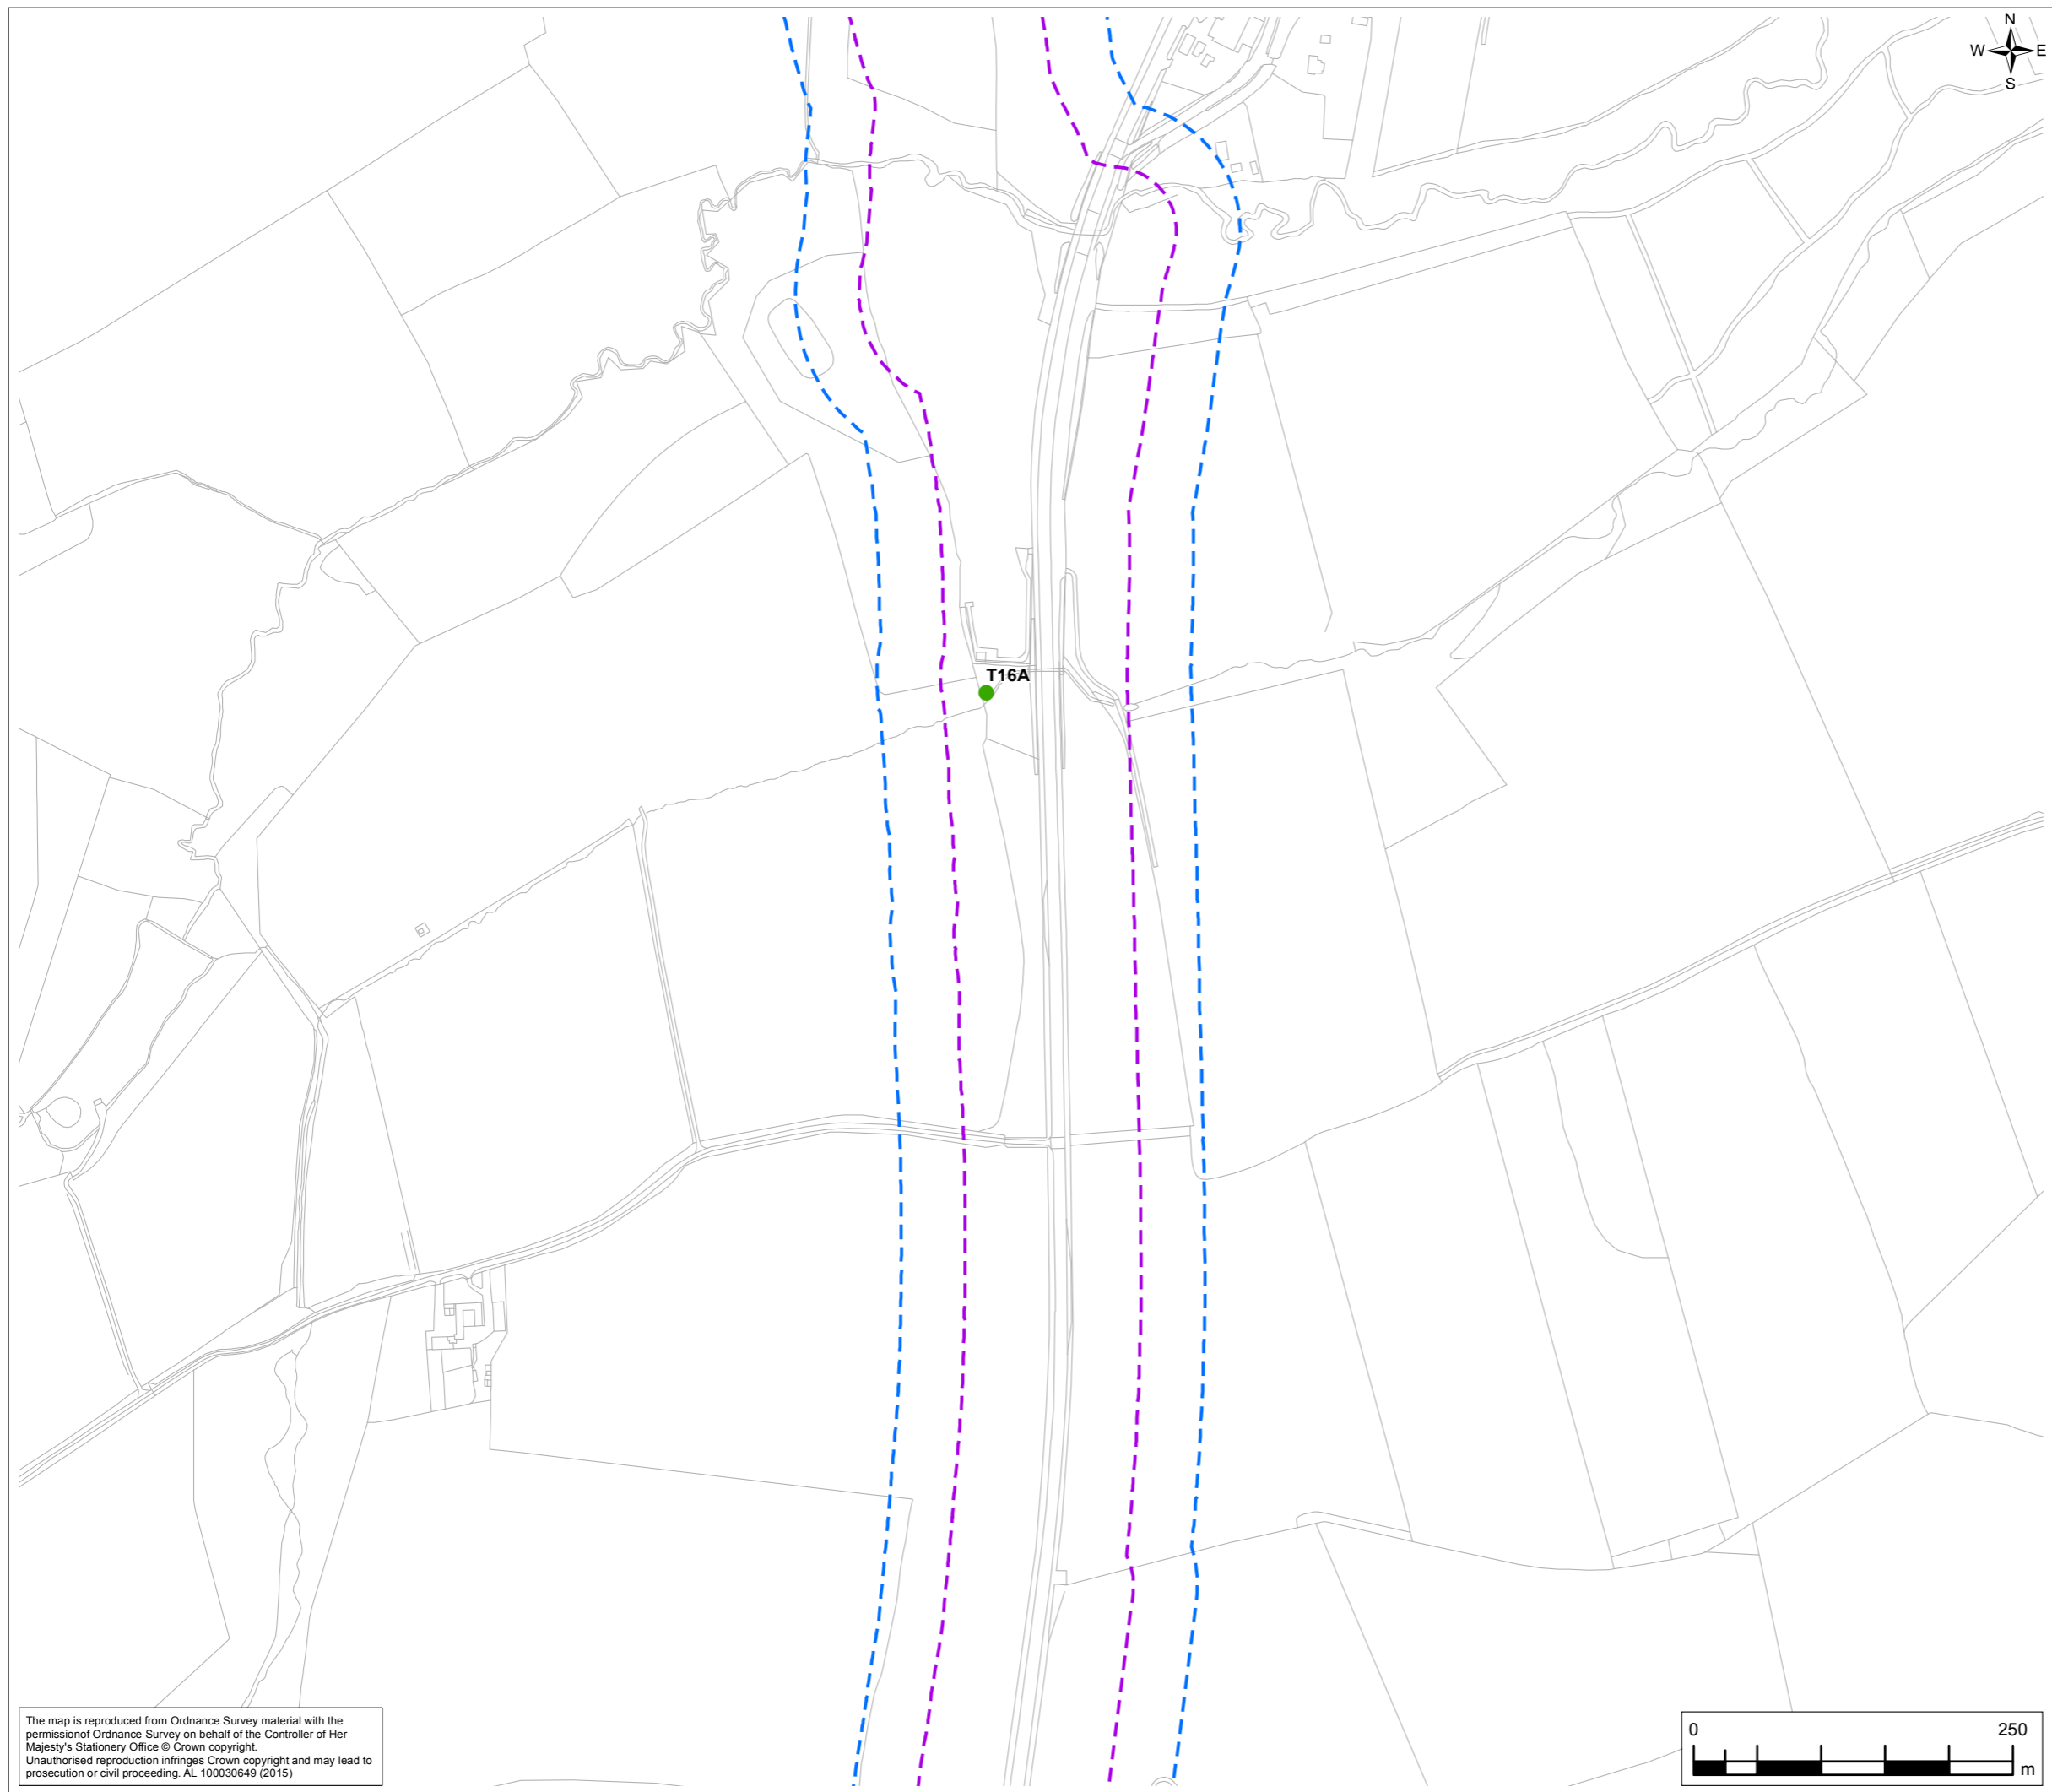 N
W E
S
T16A
The map is reproduced from Ordnance Survey material with the
permissionof Ordnance Survey on behalf of the Controller of Her
Majesty's Stationery Office © Crown copyright.
Unauthorised reproduction infringes Crown copyright and may lead to
prosecution or civil proceeding. AL 100030649 (2015)
0 250
m